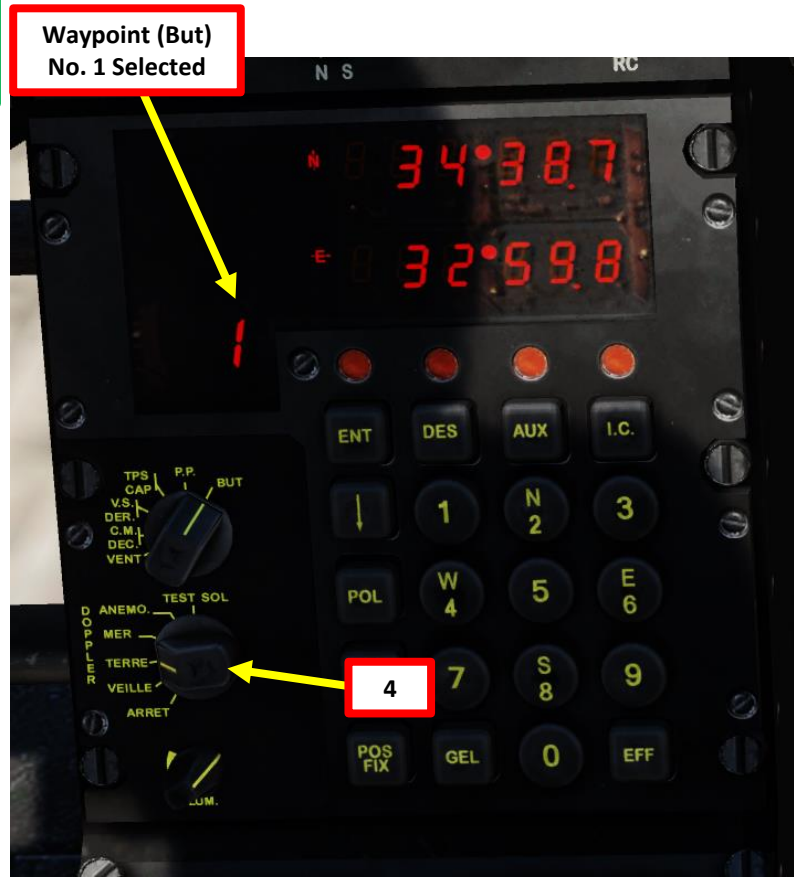 Waypoint (But)
No. 1 Selected
N S
RC
N 34°38.7
E 32°59.8
1
ENT DES AUX I.C.
TPS
CAP
P.P.
BUT
V.S.
DER.
C.M.
DEC.
VENT
↓ 1 N 2 3
POL W 4 5 E 6
TEST SOL
ANEMO.
MER
TERRE
VEILLE
ARRET
DOPPLER
4
7 S 8 9
POS FIX GEL 0 EFF
LUM.